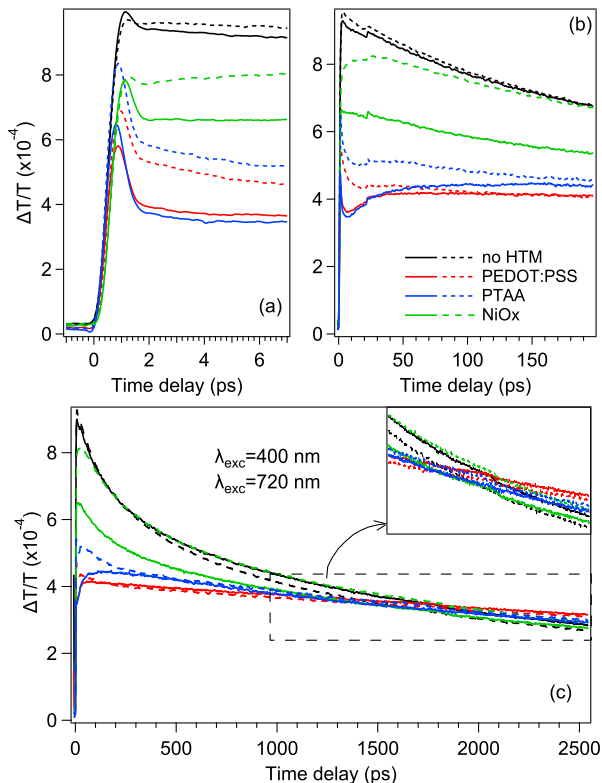 (a)
ΔT/T (x10⁻⁴)
8
6
4
2
0
0
2
4
6
Time delay (ps)
(b)
8
6
4
2
0
no HTM
PEDOT:PSS
PTAA
NiOx
0
50
100
150
Time delay (ps)
λexc=400 nm
λexc=720 nm
ΔT/T (x10⁻⁴)
8
6
4
2
0
(c)
0
500
1000
1500
2000
2500
Time delay (ps)